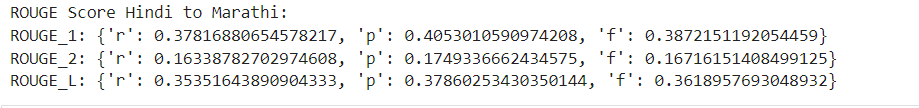 ROUGE Score Hindi to Marathi:
ROUGE_1: {'r': 0.37816880654578217, 'p': 0.4053010590974208, 'f': 0.3872151192054459}
ROUGE_2: {'r': 0.16338782702974608, 'p': 0.1749336662434575, 'f': 0.16716151408499125}
ROUGE_L: {'r': 0.35351643890904333, 'p': 0.37860253430350144, 'f': 0.3618957693048932}